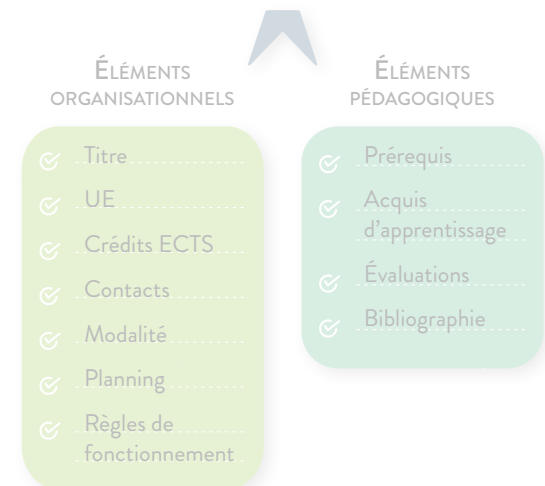 ÉLÉMENTS
ORGANISATIONNELS
Titre
UE
Crédits ECTS
Contacts
Modalité
Planning
Règles de
fonctionnement
ÉLÉMENTS
PÉDAGOGIQUES
Prérequis
Acquis
d'apprentissage
Évaluations
Bibliographie